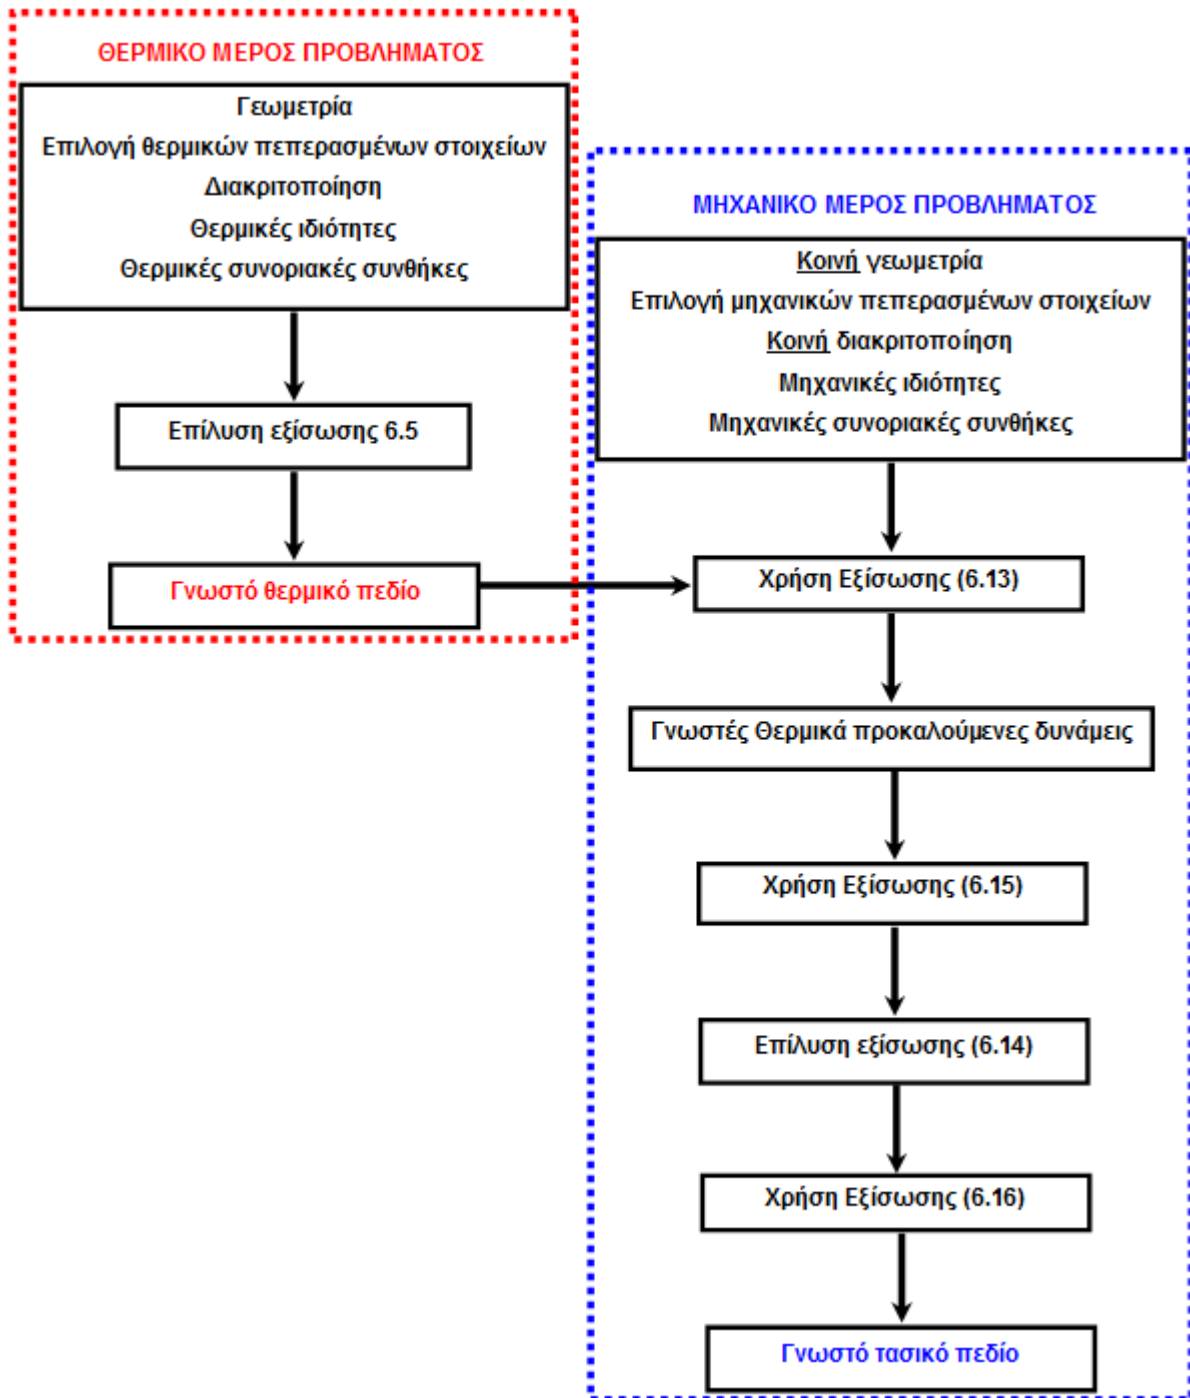 ΘΕΡΜΙΚΟ ΜΕΡΟΣ ΠΡΟΒΛΗΜΑΤΟΣ
Γεωμετρία
Επιλογή θερμικών πεπερασμένων στοιχείων
Διακριτοποίηση
Θερμικές ιδιότητες
Θερμικές συνοριακές συνθήκες
Επίλυση εξίσωσης 6.5
Γνωστό θερμικό πεδίο
ΜΗΧΑΝΙΚΟ ΜΕΡΟΣ ΠΡΟΒΛΗΜΑΤΟΣ
Κοινή γεωμετρία
Επιλογή μηχανικών πεπερασμένων στοιχείων
Κοινή διακριτοποίηση
Μηχανικές ιδιότητες
Μηχανικές συνοριακές συνθήκες
Χρήση Εξίσωσης (6.13)
Γνωστές Θερμικά προκαλούμενες δυνάμεις
Χρήση Εξίσωσης (6.15)
Επίλυση εξίσωσης (6.14)
Χρήση Εξίσωσης (6.16)
Γνωστό τασικό πεδίο